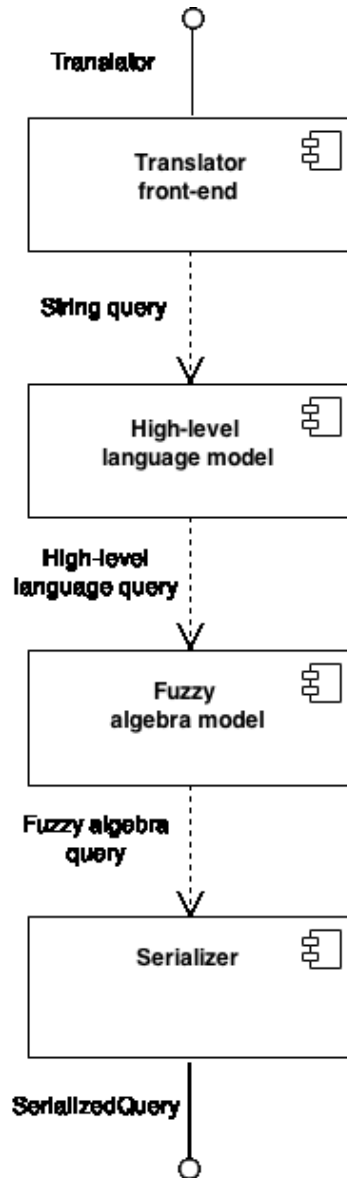 Translator
Translator
front-end
String query
High-level
language model
High-level
language query
Fuzzy
algebra model
Fuzzy algebra
query
Serializer
SerializedQuery